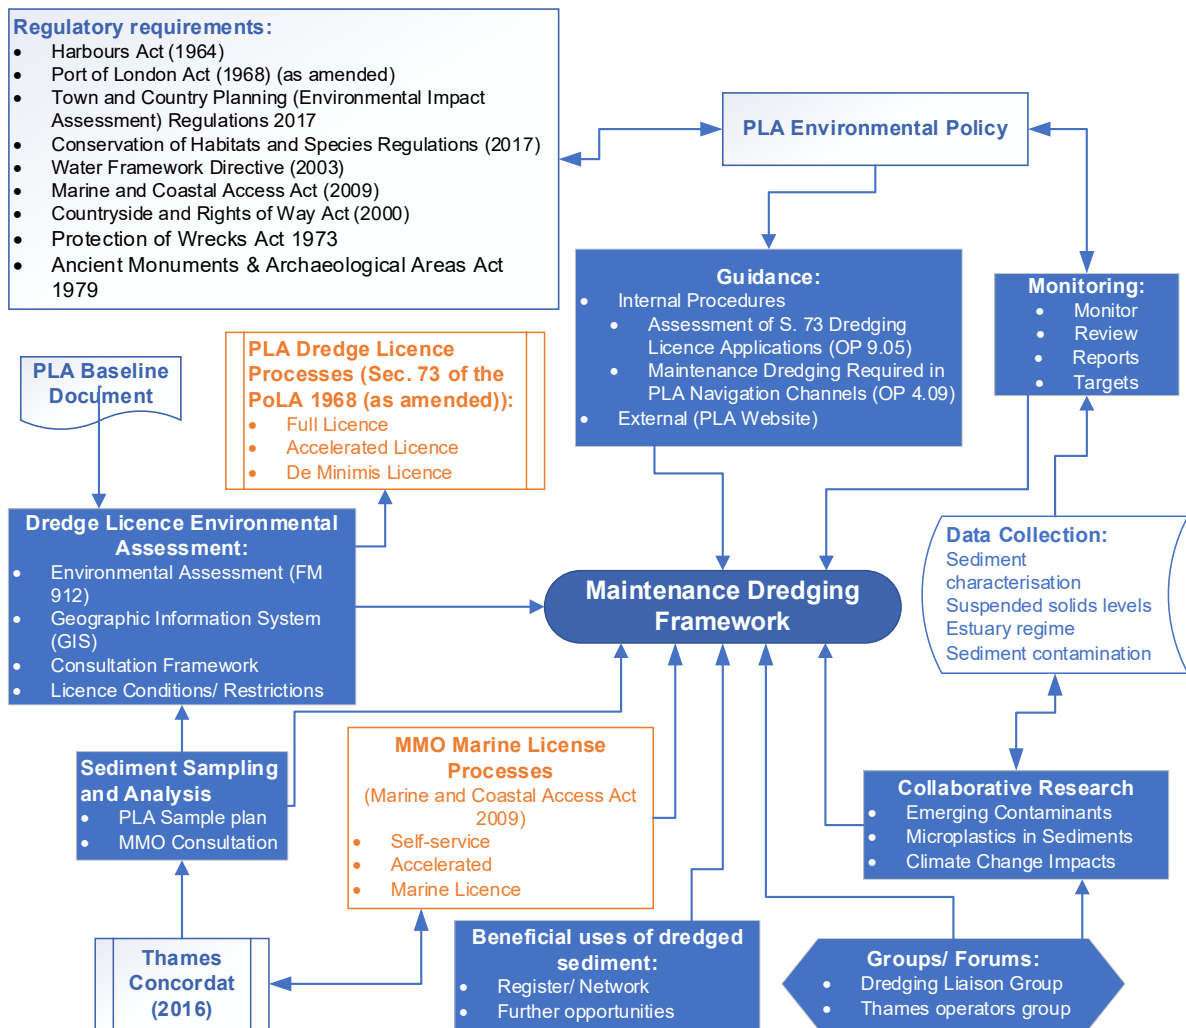 Regulatory requirements:
• Harbours Act (1964)
• Port of London Act (1968) (as amended)
• Town and Country Planning (Environmental Impact
Assessment) Regulations 2017
• Conservation of Habitats and Species Regulations (2017)
• Water Framework Directive (2003)
• Marine and Coastal Access Act (2009)
• Countryside and Rights of Way Act (2000)
• Protection of Wrecks Act 1973
• Ancient Monuments & Archaeological Areas Act
1979
PLA Environmental Policy
Guidance:
• Internal Procedures
• Assessment of S. 73 Dredging
Licence Applications (OP 9.05)
• Maintenance Dredging Required in
PLA Navigation Channels (OP 4.09)
• External (PLA Website)
Monitoring:
• Monitor
• Review
• Reports
• Targets
PLA Baseline
Document
PLA Dredge Licence
Processes (Sec. 73 of the
PoLA 1968 (as amended)):
• Full Licence
• Accelerated Licence
• De Minimis Licence
Dredge Licence Environmental
Assessment:
• Environmental Assessment (FM
912)
• Geographic Information System
(GIS)
• Consultation Framework
• Licence Conditions/ Restrictions
Maintenance Dredging
Framework
Data Collection:
Sediment
characterisation
Suspended solids levels
Estuary regime
Sediment contamination
Sediment Sampling
and Analysis
• PLA Sample plan
• MMO Consultation
MMO Marine License
Processes
(Marine and Coastal Access Act
2009)
• Self-service
• Accelerated
• Marine Licence
Collaborative Research
• Emerging Contaminants
• Microplastics in Sediments
• Climate Change Impacts
Thames
Concordat
(2016)
Beneficial uses of dredged
sediment:
• Register/ Network
• Further opportunities
Groups/ Forums:
• Dredging Liaison Group
• Thames operators group